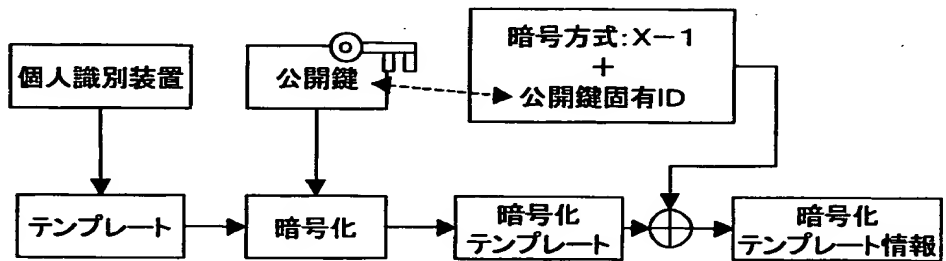 個人識別装置
公開鍵
暗号方式:X－1
+
公開鍵固有ID
テンプレート
暗号化
暗号化
テンプレート
暗号化
テンプレート情報